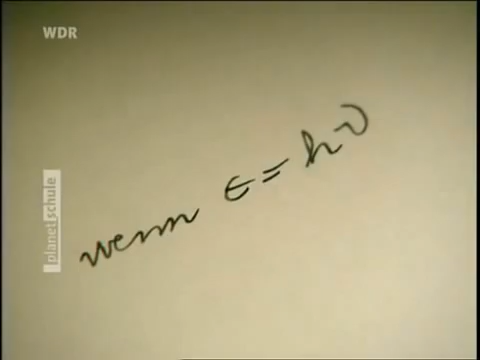 WDR
planet schule
wenn ϵ = hν